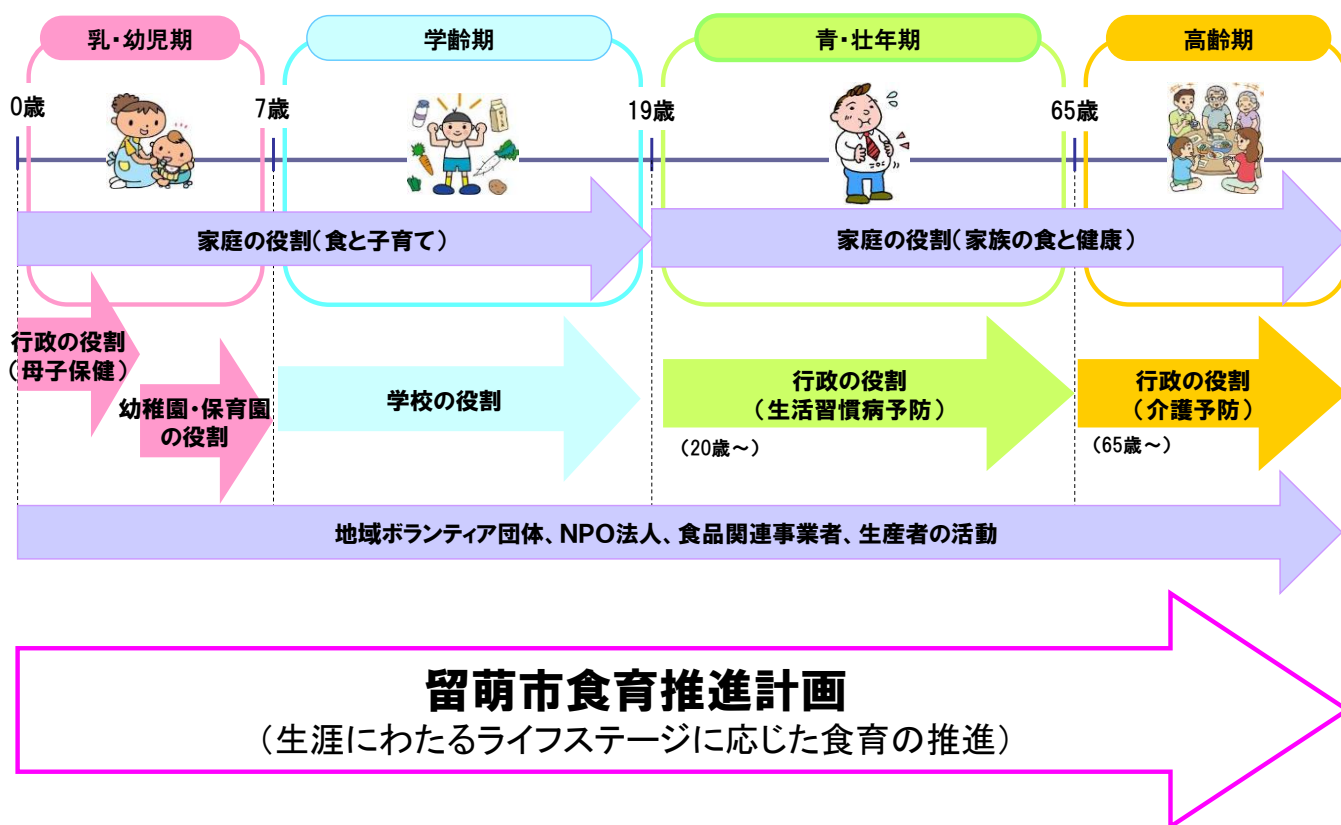 乳・幼児期
学齢期
青・壮年期
高齢期
0歳
7歳
19歳
65歳
家庭の役割(食と子育て)
家庭の役割(家族の食と健康)
行政の役割
(母子保健)
幼稚園・保育園
の役割
学校の役割
行政の役割
(生活習慣病予防)
(20歳~)
行政の役割
(介護予防)
(65歳~)
地域ボランティア団体、NPO法人、食品関連事業者、生産者の活動
留萌市食育推進計画
(生涯にわたるライフステージに応じた食育の推進)